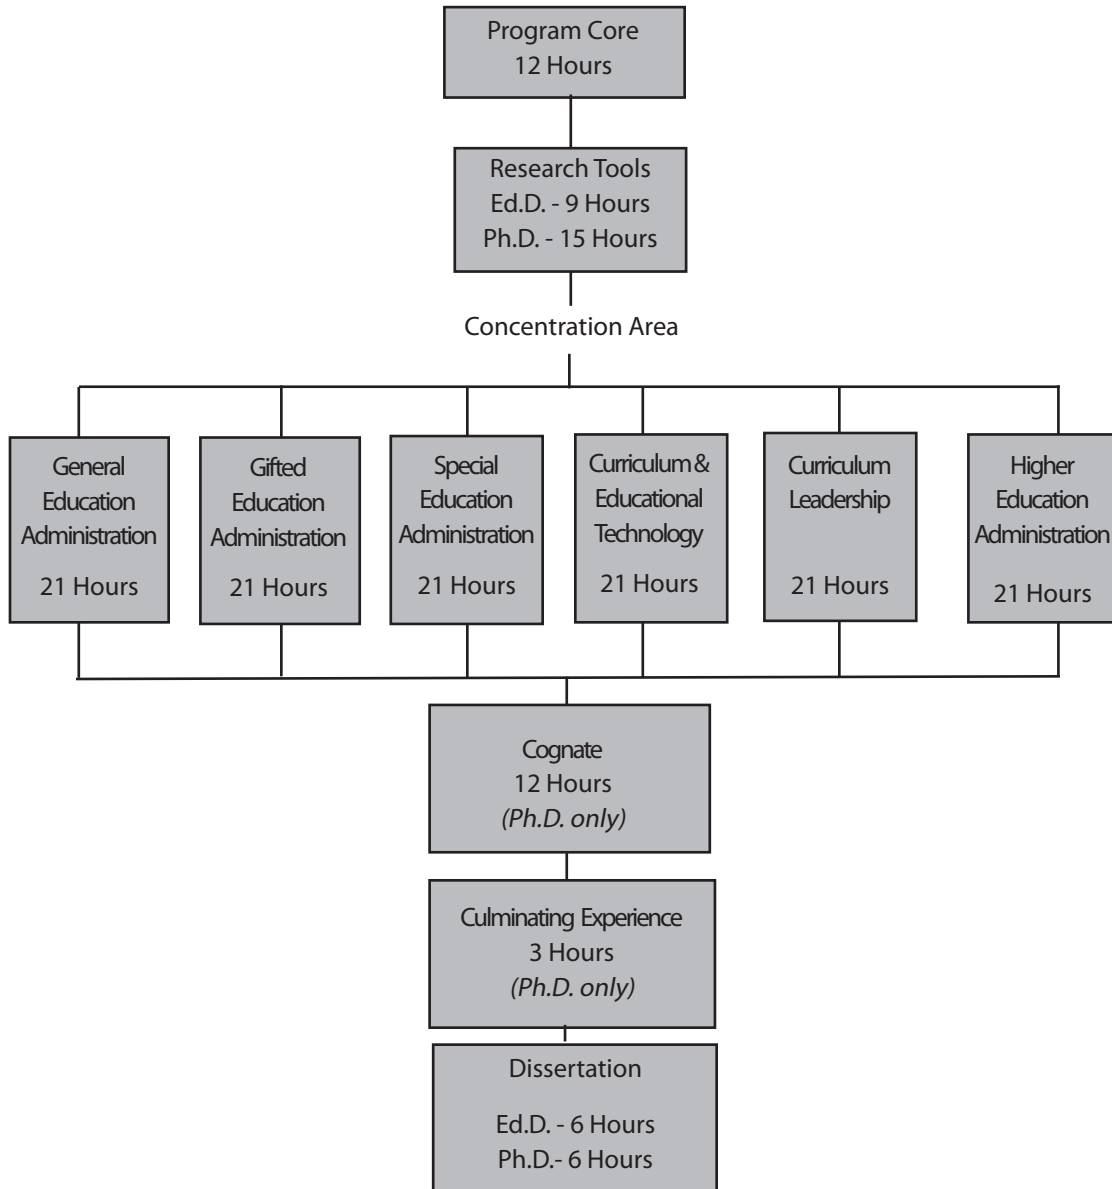 Program Core
12 Hours
Research Tools
Ed.D. - 9 Hours
Ph.D. - 15 Hours
Concentration Area
General
Education
Administration
21 Hours
Gifted
Education
Administration
21 Hours
Special
Education
Administration
21 Hours
Curriculum &
Educational
Technology
21 Hours
Curriculum
Leadership
21 Hours
Higher
Education
Administration
21 Hours
Cognate
12 Hours
(Ph.D. only)
Culminating Experience
3 Hours
(Ph.D. only)
Dissertation
Ed.D. - 6 Hours
Ph.D.- 6 Hours